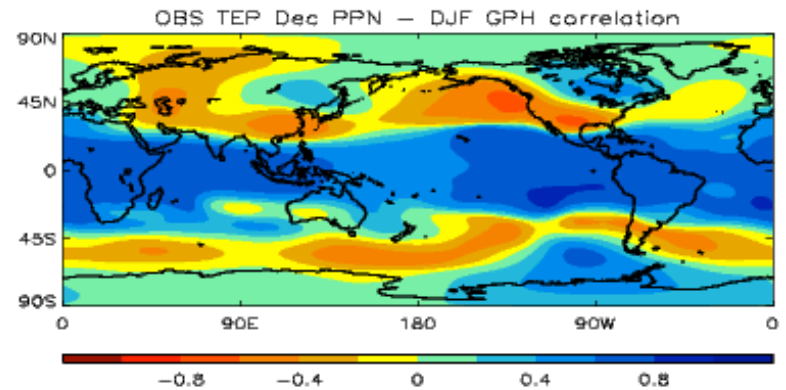 OBS TEP Dec PPN – DJF GPH correlation
90N
45N
0
45S
90S
0 90E 180 90W 0
-0.8 -0.4 0 0.4 0.8